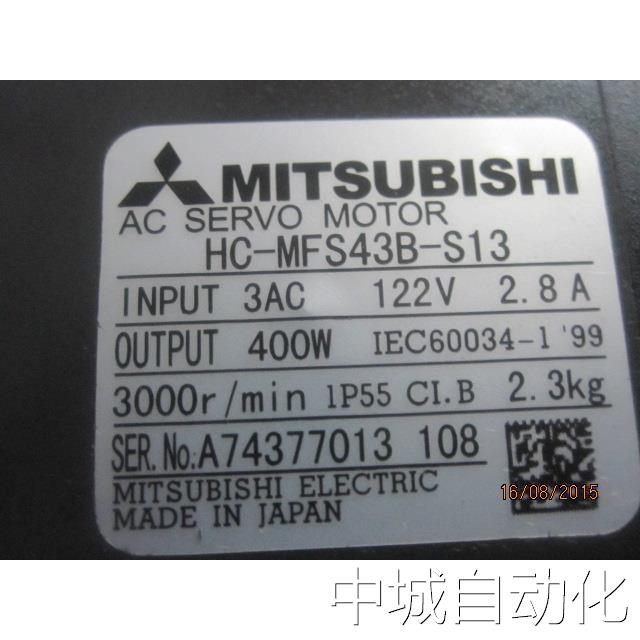 MITSUBISHI
AC SERVO MOTOR
HC-MFS43B-S13
INPUT 3AC 122V 2.8A
OUTPUT 400W IEC60034-1 '99
3000r/min IP55 CI.B 2.3kg
SER.No.A74377013 108
MITSUBISHI ELECTRIC
MADE IN JAPAN
16/08/2015
中城自动化